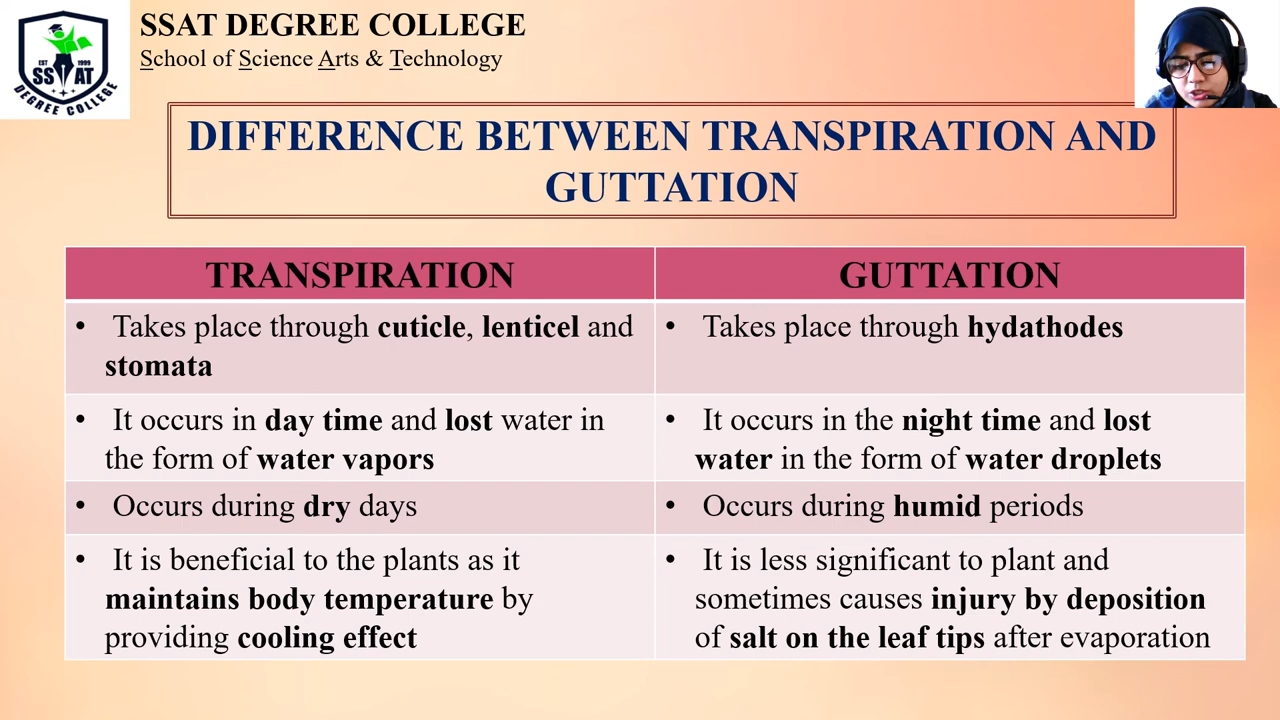 SSAT DEGREE COLLEGE
School of Science Arts & Technology
EST 1999
SS AT
DEGREE COLLEGE
DIFFERENCE BETWEEN TRANSPIRATION AND
GUTTATION
TRANSPIRATION
GUTTATION
• Takes place through cuticle, lenticel and
stomata
• Takes place through hydathodes
• It occurs in day time and lost water in
the form of water vapors
• It occurs in the night time and lost
water in the form of water droplets
• Occurs during dry days
• Occurs during humid periods
• It is beneficial to the plants as it
maintains body temperature by
providing cooling effect
• It is less significant to plant and
sometimes causes injury by deposition
of salt on the leaf tips after evaporation